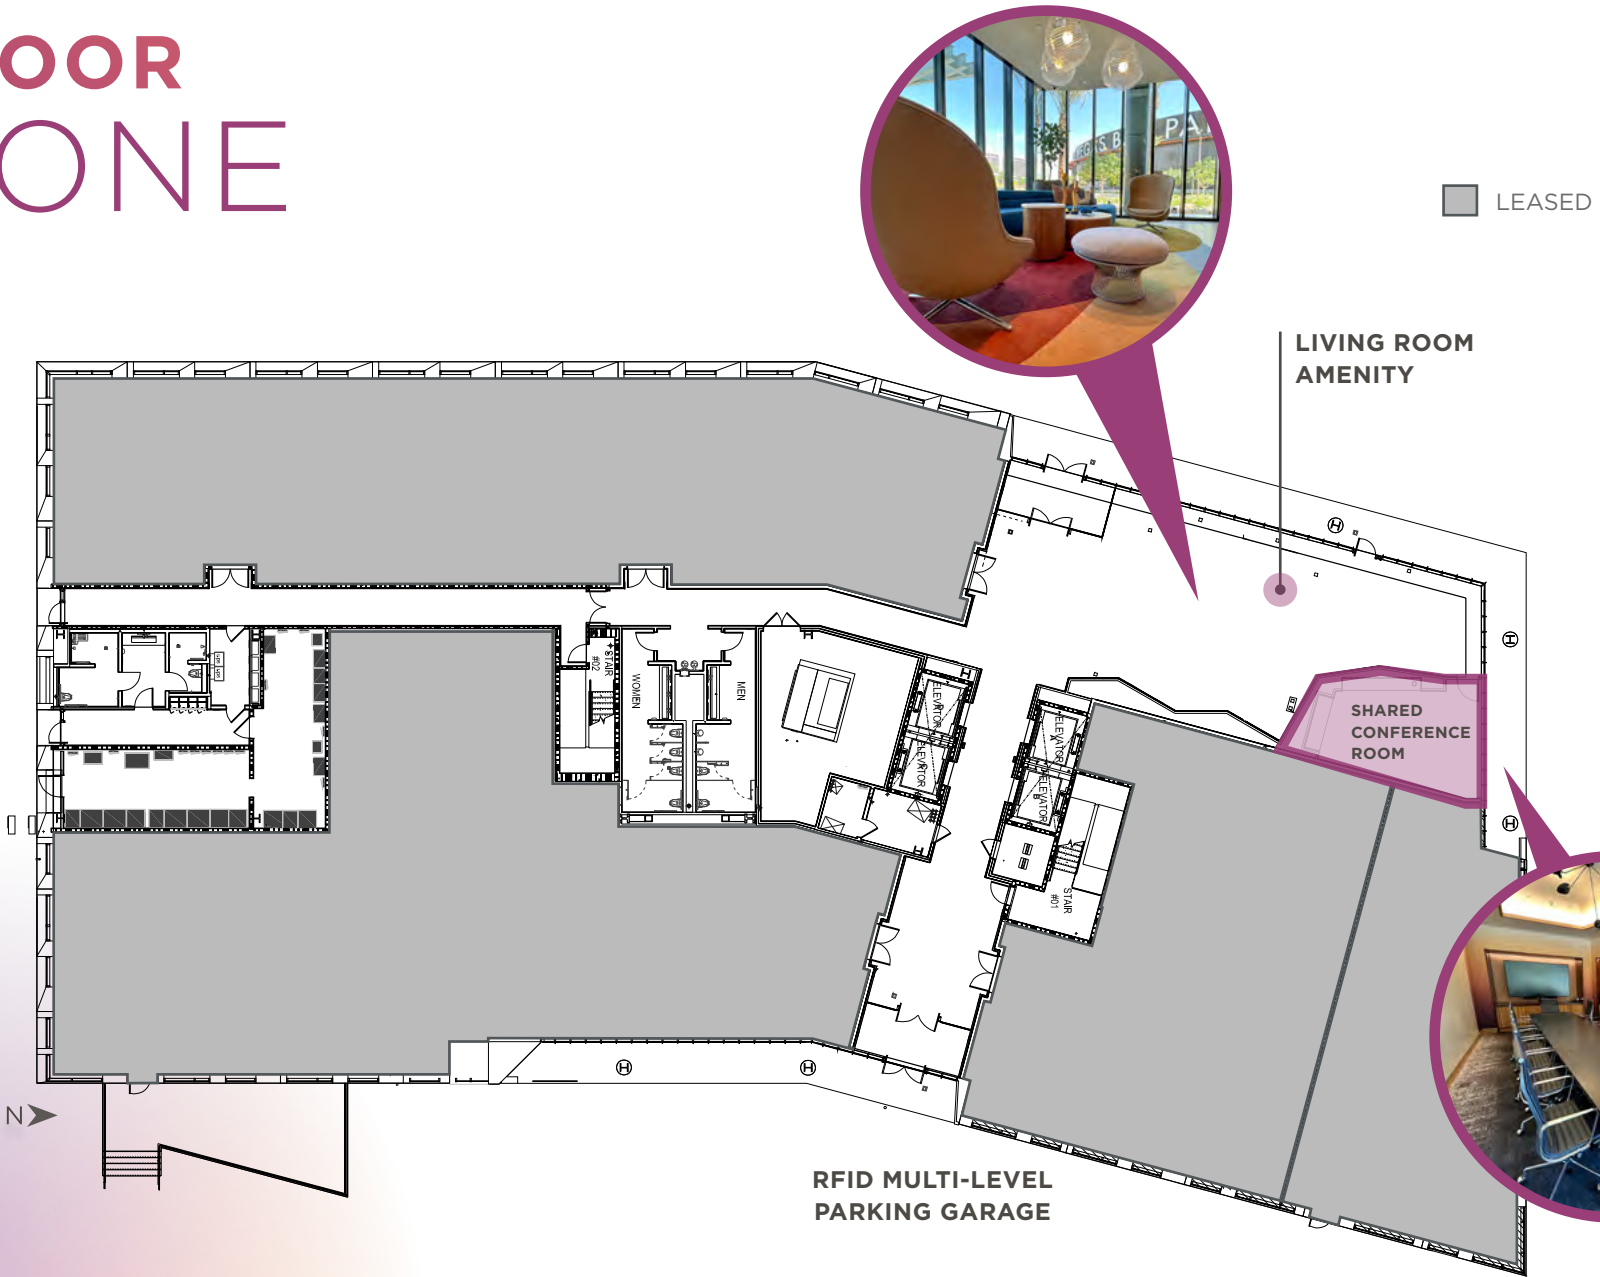 OOR
ONE
LEASED
LIVING ROOM
AMENITY
SHARED
CONFERENCE
ROOM
STAIR
#02
WOMEN
MEN
ELEVATOR
ELEVATOR
ELEVATOR
A
ELEVATOR
B
STAIR
#01
H
H
H
H
H
N
RFID MULTI-LEVEL
PARKING GARAGE